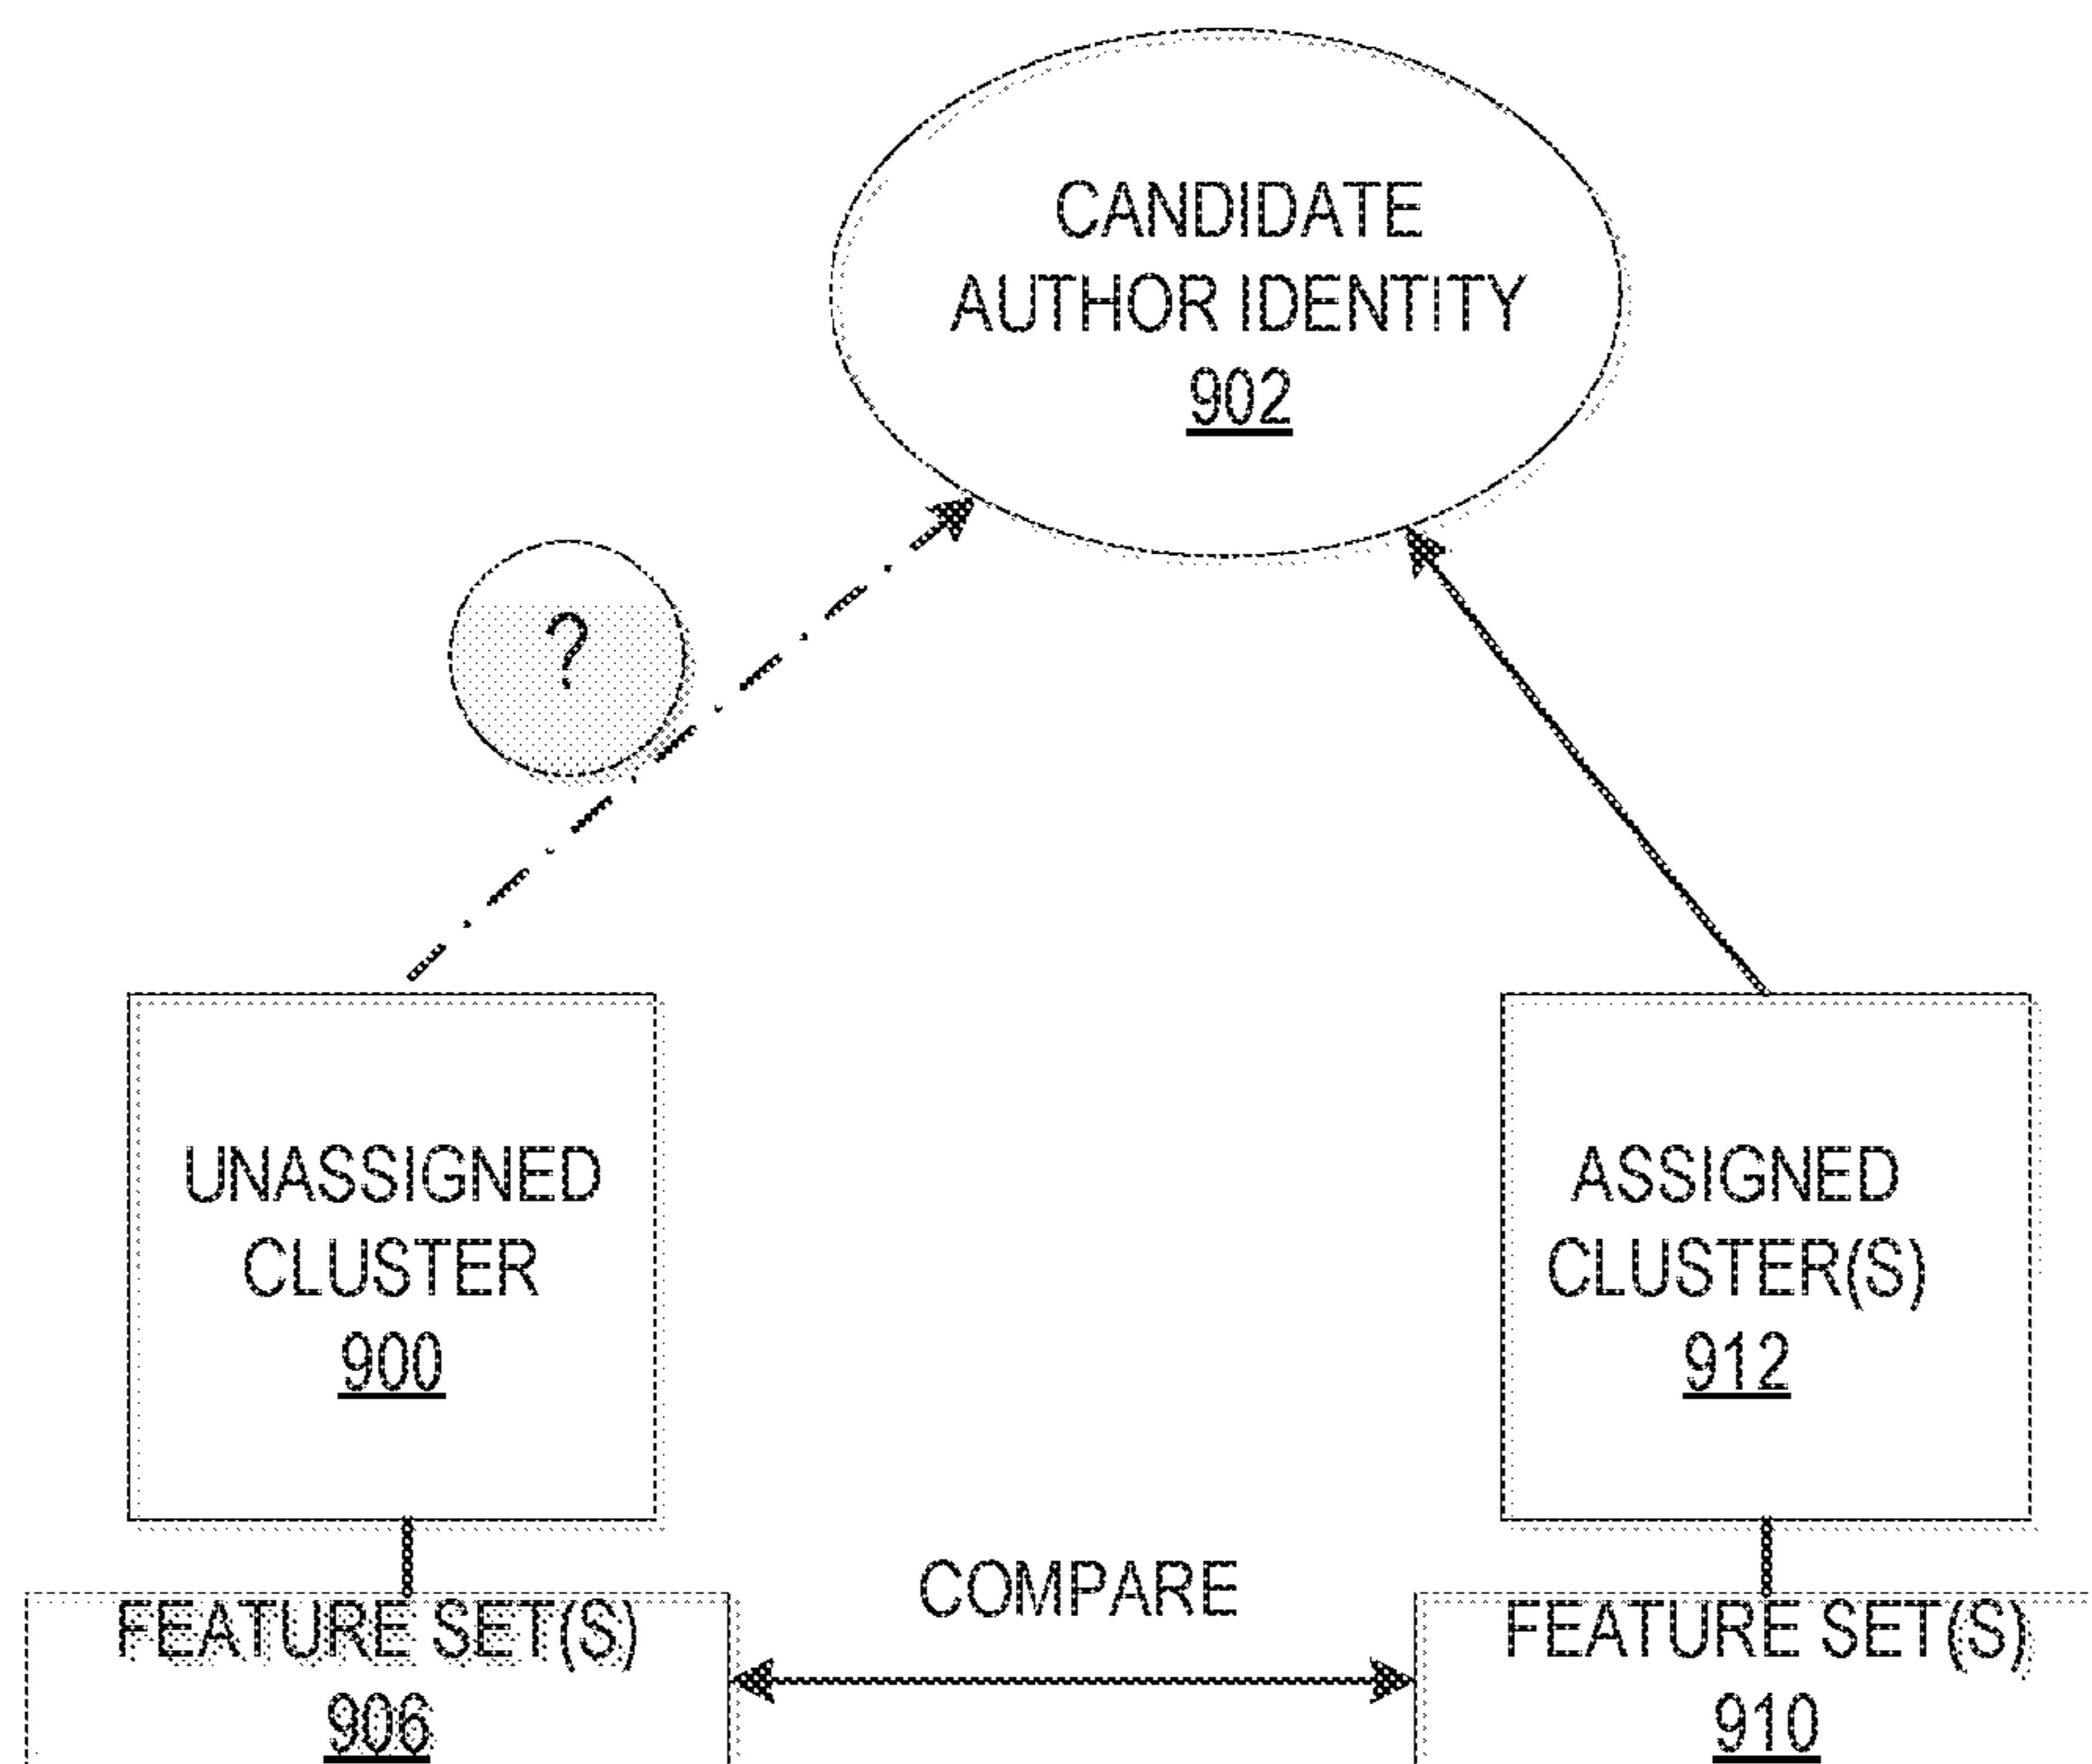 CANDIDATE
AUTHOR IDENTITY
902
?
UNASSIGNED
CLUSTER
900
ASSIGNED
CLUSTER(S)
912
COMPARE
FEATURE SET(S)
906
FEATURE SET(S)
910